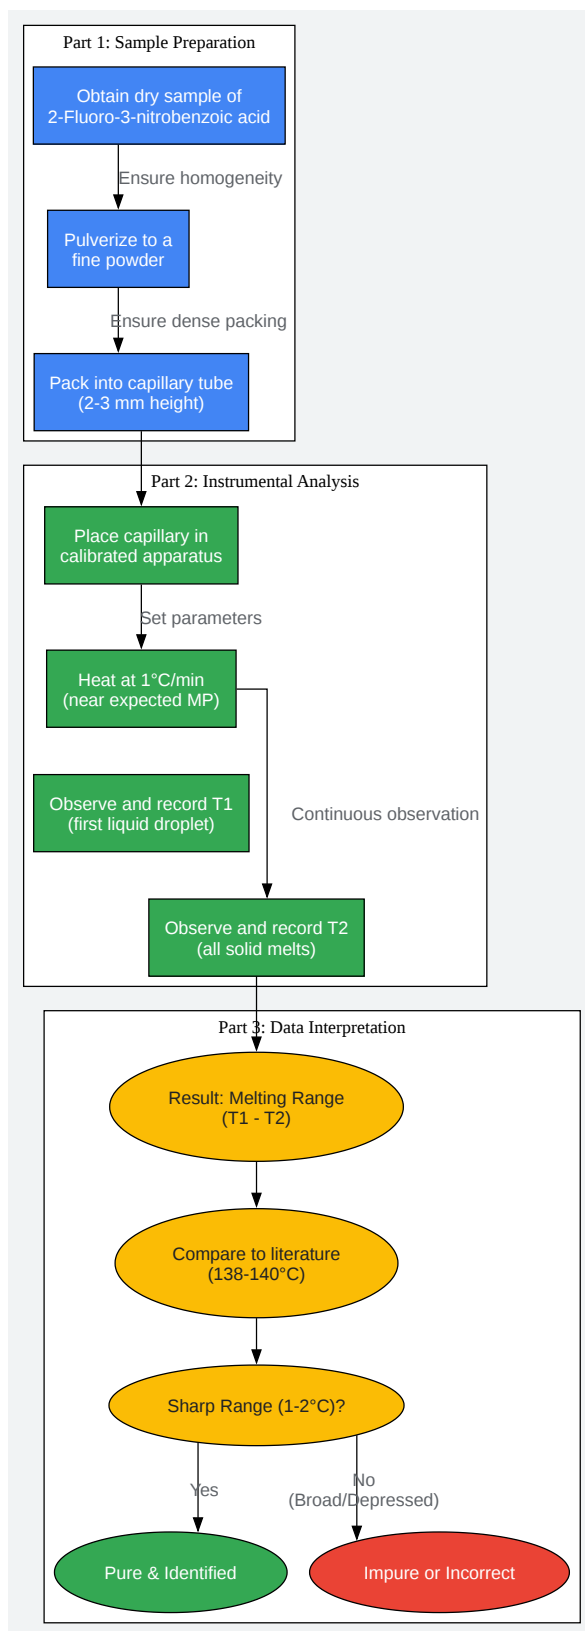 Part 1: Sample Preparation
Obtain dry sample of
2-Fluoro-3-nitrobenzoic acid
Ensure homogeneity
Pulverize to a
fine powder
Ensure dense packing
Pack into capillary tube
(2-3 mm height)
Part 2: Instrumental Analysis
Place capillary in
calibrated apparatus
Set parameters
Heat at 1°C/min
(near expected MP)
Observe and record T1
(first liquid droplet)
Continuous observation
Observe and record T2
(all solid melts)
Part 3: Data Interpretation
Result: Melting Range
(T1 - T2)
Compare to literature
(138-140°C)
Sharp Range (1-2°C)?
Yes
No
(Broad/Depressed)
Pure & Identified
Impure or Incorrect